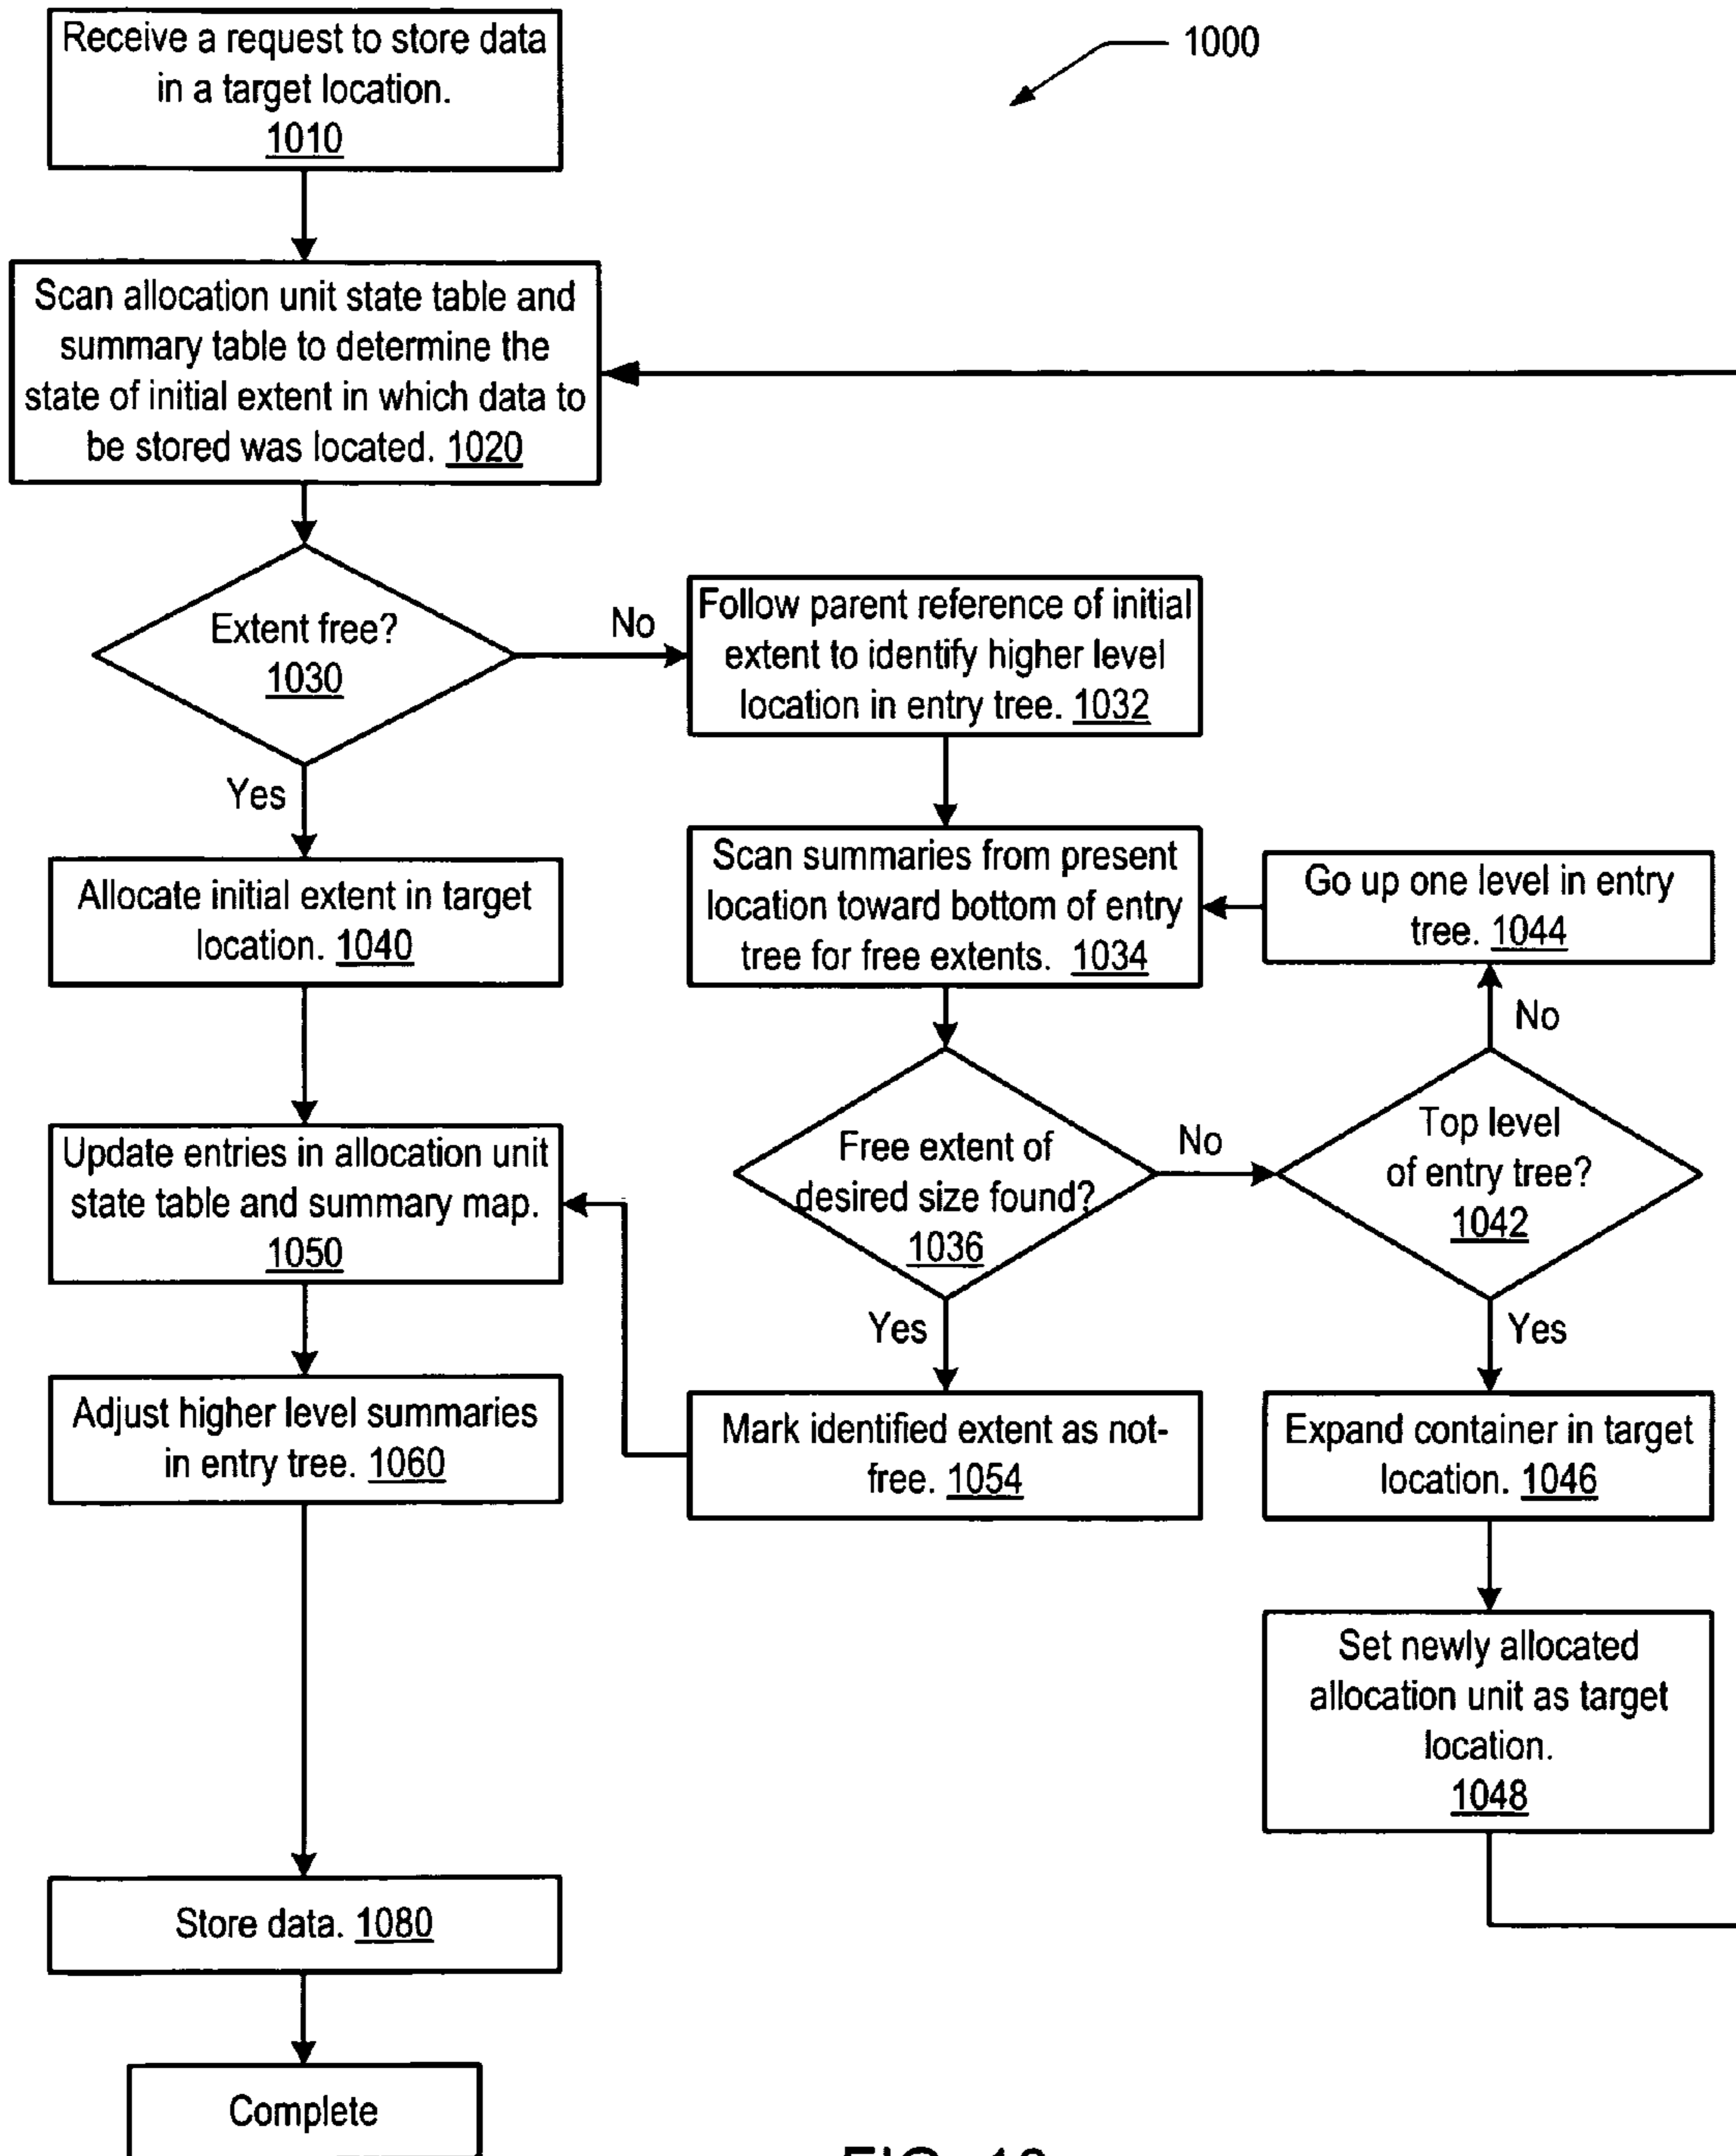 Receive a request to store data
in a target location.
1010
1000
Scan allocation unit state table and
summary table to determine the
state of initial extent in which data to
be stored was located. 1020
Extent free?
1030
No
Follow parent reference of initial
extent to identify higher level
location in entry tree. 1032
Yes
Allocate initial extent in target
location. 1040
Scan summaries from present
location toward bottom of entry
tree for free extents. 1034
Go up one level in entry
tree. 1044
No
Update entries in allocation unit
state table and summary map.
1050
Free extent of
desired size found?
1036
No
Top level
of entry tree?
1042
Yes
Yes
Adjust higher level summaries
in entry tree. 1060
Mark identified extent as not-
free. 1054
Expand container in target
location. 1046
Set newly allocated
allocation unit as target
location.
1048
Store data. 1080
Complete
FIG. 10